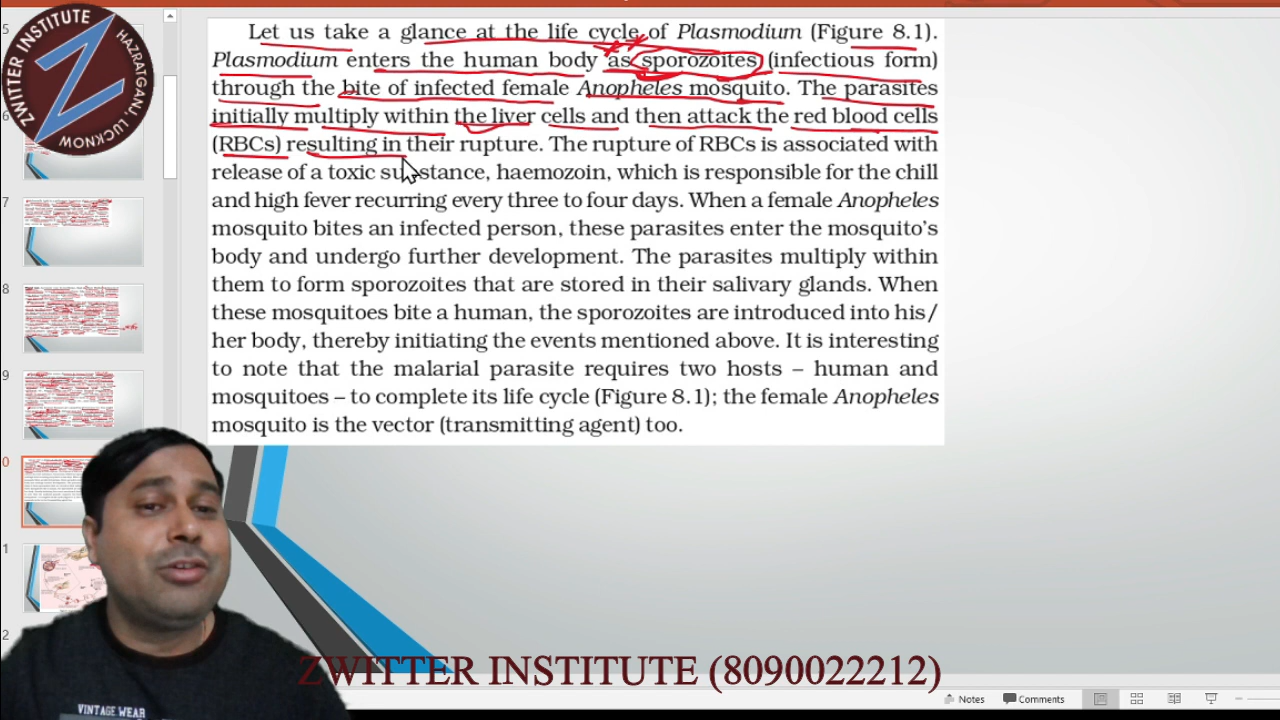 ZWITTER INSTITUTE
HAZRATGANJ, LUCKNOW
Let us take a glance at the life cycle of Plasmodium (Figure 8.1).
Plasmodium enters the human body as sporozoites (infectious form)
through the bite of infected female Anopheles mosquito. The parasites
initially multiply within the liver cells and then attack the red blood cells
(RBCs) resulting in their rupture. The rupture of RBCs is associated with
release of a toxic substance, haemozoin, which is responsible for the chill
and high fever recurring every three to four days. When a female Anopheles
mosquito bites an infected person, these parasites enter the mosquito's
body and undergo further development. The parasites multiply within
them to form sporozoites that are stored in their salivary glands. When
these mosquitoes bite a human, the sporozoites are introduced into his/
her body, thereby initiating the events mentioned above. It is interesting
to note that the malarial parasite requires two hosts – human and
mosquitoes – to complete its life cycle (Figure 8.1); the female Anopheles
mosquito is the vector (transmitting agent) too.
5
6
7
8
9
0
1
2
VINTAGE WEAR
ZWITTER INSTITUTE (8090022212)
Notes
Comments